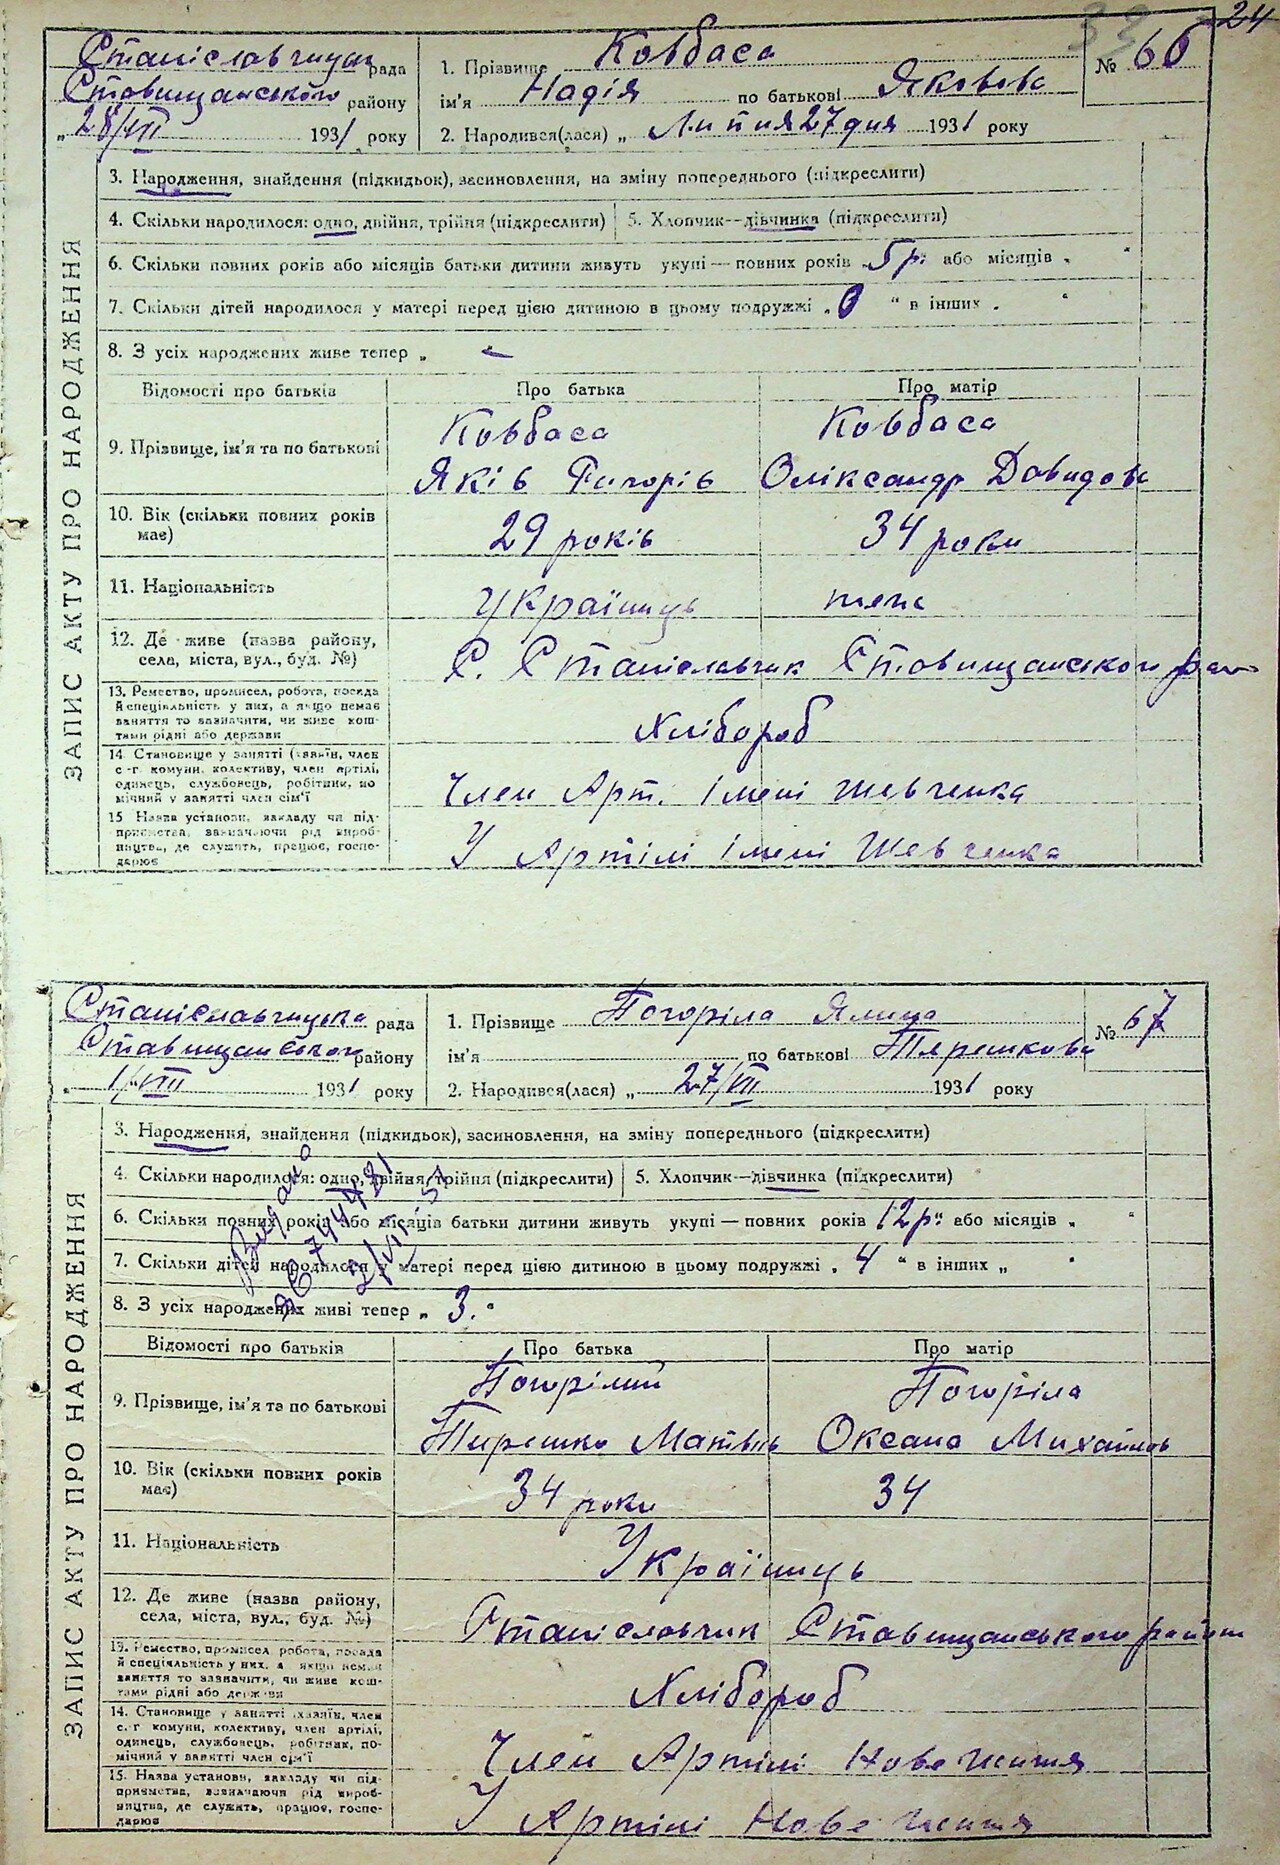 24
33
ЗАПИС АКТУ ПРО НАРОДЖЕННЯ
Станіславчицька рада
Ставищанського району
„28/VII 1931 року
1. Прізвище Ковбаса
ім'я Надія по батькові Яковова
№ 66
2. Народився(лася) „ Липня 27 дня 1931 року
3. Народження, знайдення (підкидьок), засиновлення, на зміну попереднього (підкреслити)
4. Скільки народилося: одно, двійня, трійня (підкреслити) 5. Хлопчик—дівчинка (підкреслити)
6. Скільки повних років або місяців батьки дитини живуть укупі — повних років 5 р. або місяців „ “
7. Скільки дітей народилося у матері перед цією дитиною в цьому подружжі „ 0 “ в інших „ “
8. З усіх народжених живе тепер „ –
Відомості про батьків Про батька Про матір
9. Прізвище, ім'я та по батькові Ковбаса Ковбаса
Яків Григорів Оліксандр Давидов
10. Вік (скільки повних років має) 29 років 34 роки
11. Національність Українць теж
12. Де живе (назва району, села, міста, вул., буд. №) С. Станіславчик Ставищанського рай
13. Ремество, промисел, робота, посада й спеціяльність у них, а якщо немає заняття то зазначити, чи живе коштами рідні або держави Хлібороб
14. Становище у занятті (хазяїн, член с.-г. комуни, колективу, член артілі, одинець, службовець, робітник, помічний у занятті член сім'ї Член Арт. Імені Шевченка
15. Назва установи, закладу чи підприємства, зазначаючи рід виробництва, де служить, працює, господарює У Артілі Імені Шевченка
ЗАПИС АКТУ ПРО НАРОДЖЕННЯ
Станіславчицька рада
Ставищанського району
„ 1/VIII 1931 року
1. Прізвище Погоріла Ялина
ім'я по батькові Терешкова
№ 67
2. Народився(лася) „ 27/VII 1931 року
3. Народження, знайдення (підкидьок), засиновлення, на зміну попереднього (підкреслити)
4. Скільки народилося: одно, двійня, трійня (підкреслити) 5. Хлопчик—дівчинка (підкреслити)
6. Скільки повних років або місяців батьки дитини живуть укупі — повних років 12 р. або місяців „ “
7. Скільки дітей народилося у матері перед цією дитиною в цьому подружжі „ 4 “ в інших „ “
8. З усіх народжених живі тепер „ 3. “
Видано
Відомості про батьків Про батька Про матір
9. Прізвище, ім'я та по батькові Погорілий Погоріла
Тирешко Матвів Оксана Михайлов
10. Вік (скільки повних років має) 34 роки 34
11. Національність Українць
12. Де живе (назва району, села, міста, вул., буд. №) Станіславчик Ставищанського району
13. Ремество, промисел робота, посада й спеціяльність у них, а якщо немає заняття то зазначити, чи живе коштами рідні або держави Хлібороб
14. Становище у занятті (хазяїн, член с.-г комуни, колективу, член артілі, одинець, службовець, робітник, помічний у занятті член сім'ї Член Артілі Нове життя
15. Назва установи, закладу чи підприємства, зазначаючи рід виробництва, де служить, працює, господарює У Артілі Нове життя